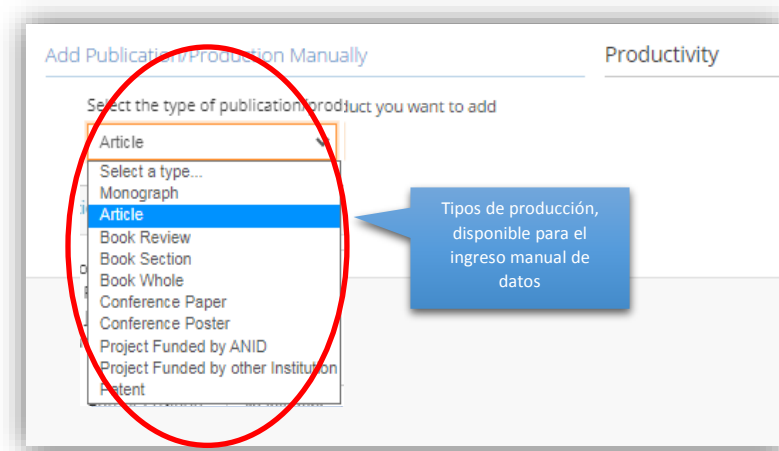 Add Publication/Production Manually
Productivity
Select the type of publication/product you want to add
Article
Select a type...
Monograph
Article
Book Review
Book Section
Book Whole
Conference Paper
Conference Poster
Project Funded by ANID
Project Funded by other Institution
Patent
Tipos de producción,
disponible para el
ingreso manual de
datos